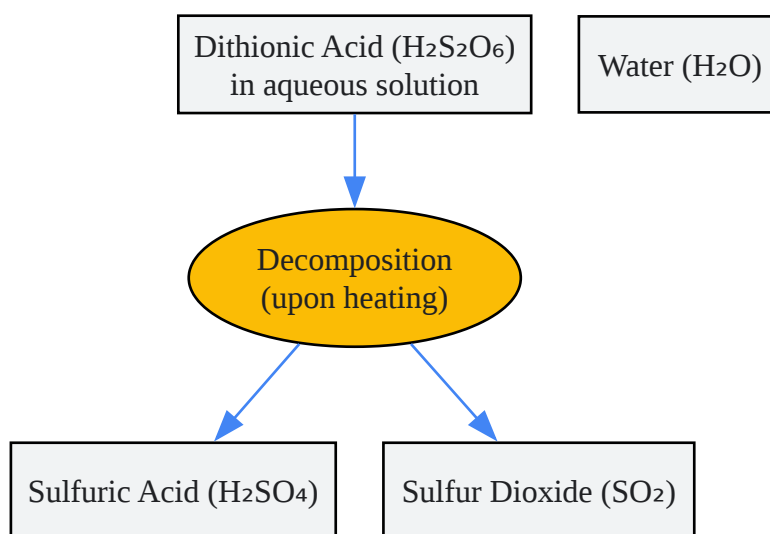 Dithionic Acid (H₂S₂O₆)
in aqueous solution
Water (H₂O)
Decomposition
(upon heating)
Sulfuric Acid (H₂SO₄)
Sulfur Dioxide (SO₂)